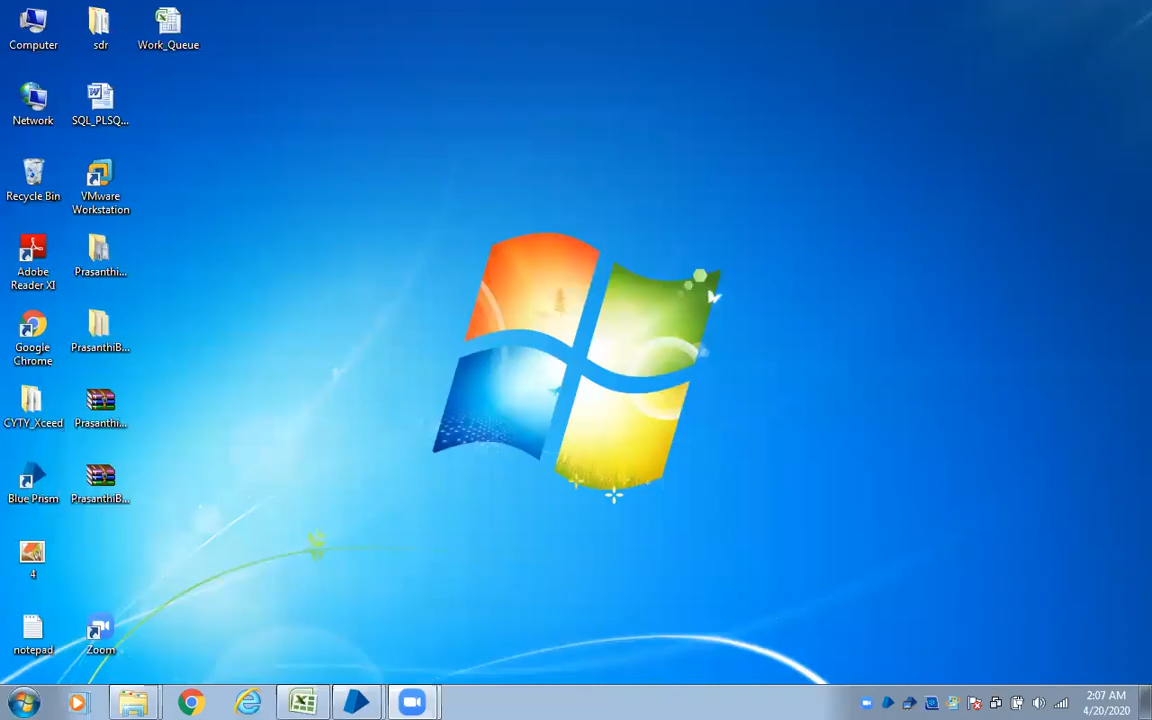 Computer
sdr
Work_Queue
Network
SQL_PLSQ...
Recycle Bin
VMware
Workstation
Adobe
Reader XI
Prasanthi...
Google
Chrome
PrasanthiB...
CYTY_Xceed
Prasanthi...
Blue Prism
PrasanthiB...
4
notepad
Zoom
2:07 AM
4/20/2020